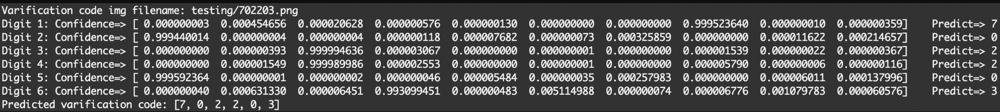 Varification code img filename: testing/702203.png
Digit 1: Confidence=> [ 0.000000003  0.000454656  0.000020628  0.000000576  0.000000130  0.000000000  0.000000000  0.999523640  0.000000010  0.000000359]    Predict=> 7
Digit 2: Confidence=> [ 0.999440014  0.000000004  0.000000004  0.000000118  0.000007682  0.000000073  0.000325859  0.000000000  0.000011622  0.000214657]    Predict=> 0
Digit 3: Confidence=> [ 0.000000000  0.000000393  0.999994636  0.000003067  0.000000000  0.000000001  0.000000000  0.000001539  0.000000022  0.000000367]    Predict=> 2
Digit 4: Confidence=> [ 0.000000000  0.000001549  0.999989986  0.000002553  0.000000000  0.000000001  0.000000000  0.000005790  0.000000006  0.000000116]    Predict=> 2
Digit 5: Confidence=> [ 0.999592364  0.000000001  0.000000002  0.000000046  0.000005484  0.000000035  0.000257983  0.000000000  0.000006011  0.000137996]    Predict=> 0
Digit 6: Confidence=> [ 0.000000040  0.000631330  0.000006451  0.993099451  0.000000483  0.005114988  0.000000074  0.000006776  0.001079783  0.000060576]    Predict=> 3
Predicted varification code: [7, 0, 2, 2, 0, 3]